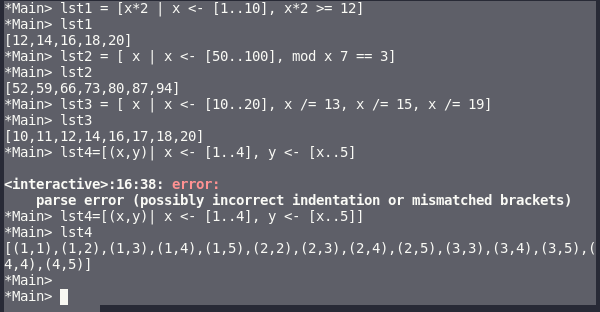 *Main> lst1 = [x*2 | x <- [1..10], x*2 >= 12]
*Main> lst1
[12,14,16,18,20]
*Main> lst2 = [ x | x <- [50..100], mod x 7 == 3]
*Main> lst2
[52,59,66,73,80,87,94]
*Main> lst3 = [ x | x <- [10..20], x /= 13, x /= 15, x /= 19]
*Main> lst3
[10,11,12,14,16,17,18,20]
*Main> lst4=[(x,y)| x <- [1..4], y <- [x..5]
<interactive>:16:38: error:
    parse error (possibly incorrect indentation or mismatched brackets)
*Main> lst4=[(x,y)| x <- [1..4], y <- [x..5]]
*Main> lst4
[(1,1),(1,2),(1,3),(1,4),(1,5),(2,2),(2,3),(2,4),(2,5),(3,3),(3,4),(3,5),(
4,4),(4,5)]
*Main>
*Main>